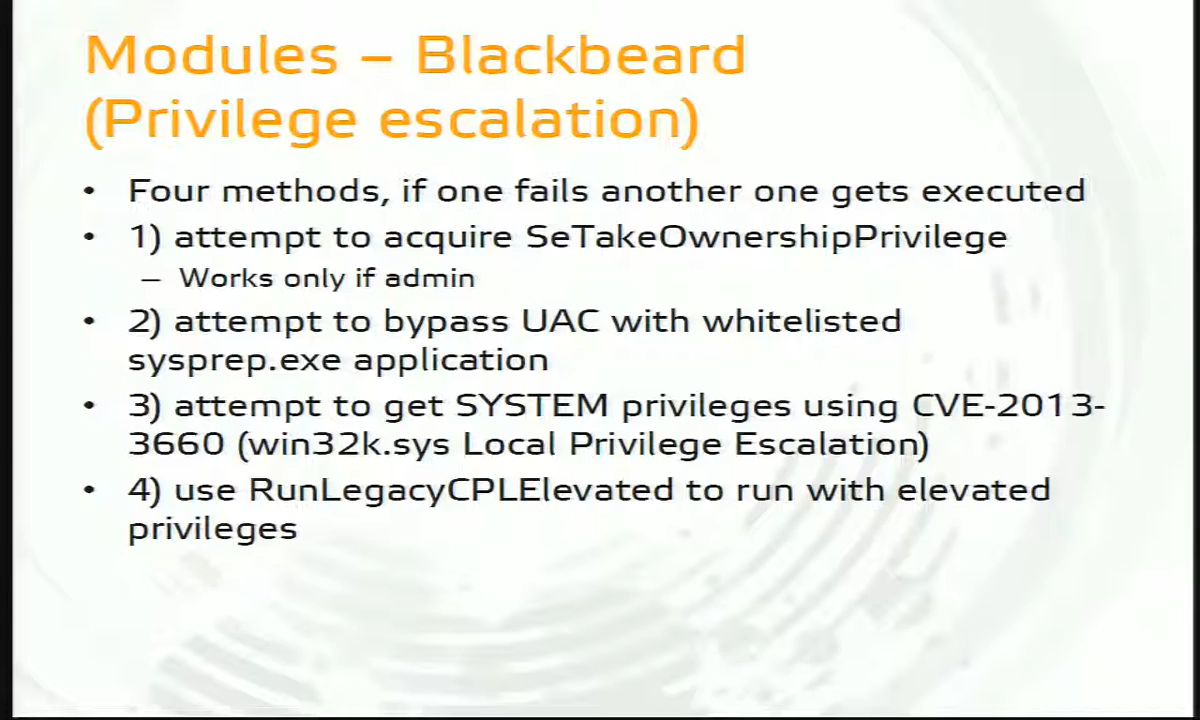 Modules – Blackbeard
(Privilege escalation)
• Four methods, if one fails another one gets executed
• 1) attempt to acquire SeTakeOwnershipPrivilege
– Works only if admin
• 2) attempt to bypass UAC with whitelisted
sysprep.exe application
• 3) attempt to get SYSTEM privileges using CVE-2013-
3660 (win32k.sys Local Privilege Escalation)
• 4) use RunLegacyCPLElevated to run with elevated
privileges